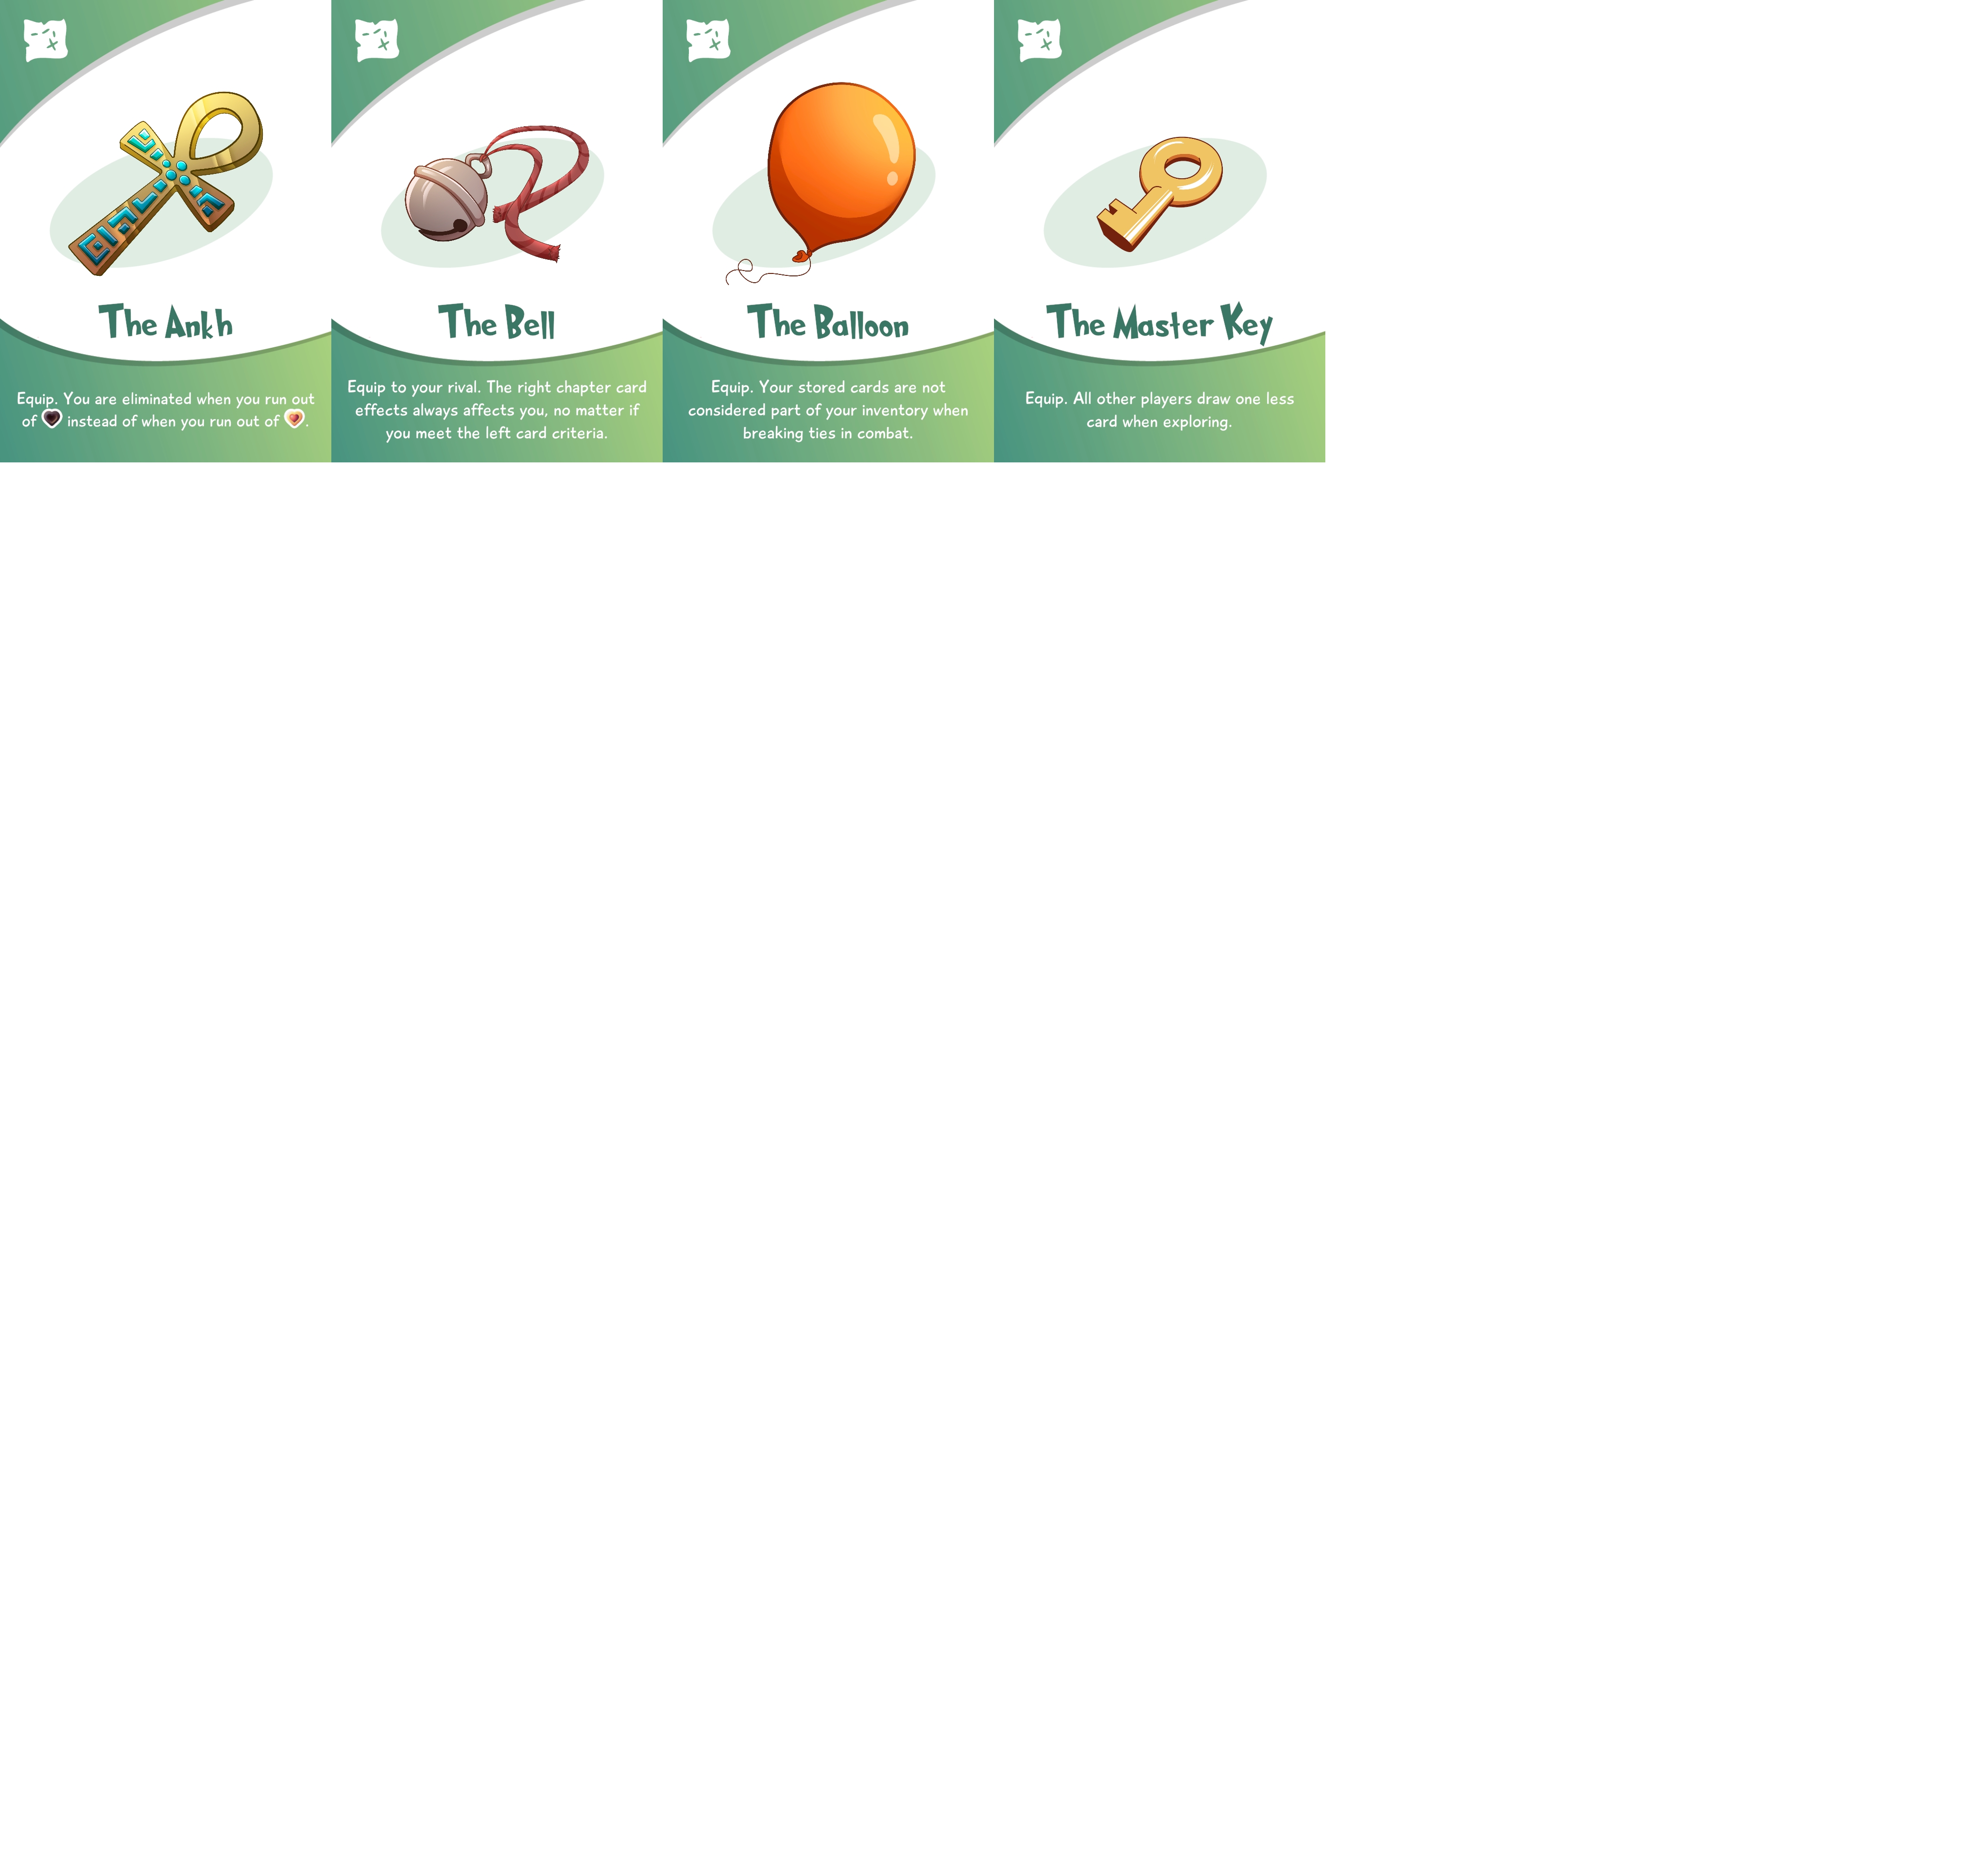 The Ankh
Equip. You are eliminated when you run out
of instead of when you run out of .
The Bell
Equip to your rival. The right chapter card
effects always affects you, no matter if
you meet the left card criteria.
The Balloon
Equip. Your stored cards are not
considered part of your inventory when
breaking ties in combat.
The Master Key
Equip. All other players draw one less
card when exploring.